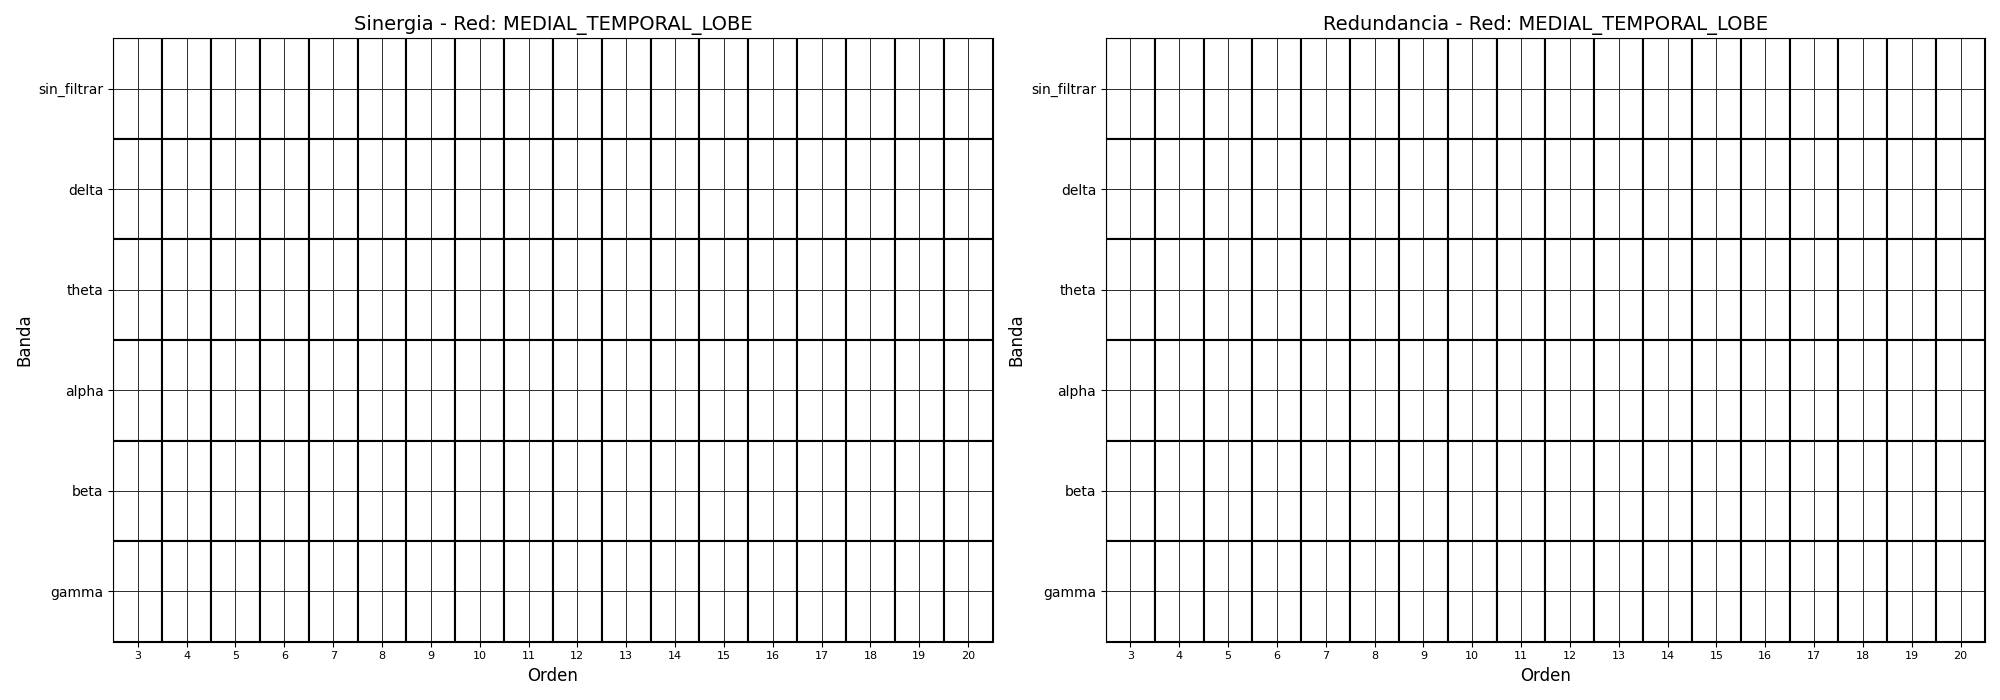 Sinergia - Red: MEDIAL_TEMPORAL_LOBE
Banda
sin_filtrar
delta
theta
alpha
beta
gamma
3 4 5 6 7 8 9 10 11 12 13 14 15 16 17 18 19 20
Orden
Redundancia - Red: MEDIAL_TEMPORAL_LOBE
Banda
sin_filtrar
delta
theta
alpha
beta
gamma
3 4 5 6 7 8 9 10 11 12 13 14 15 16 17 18 19 20
Orden